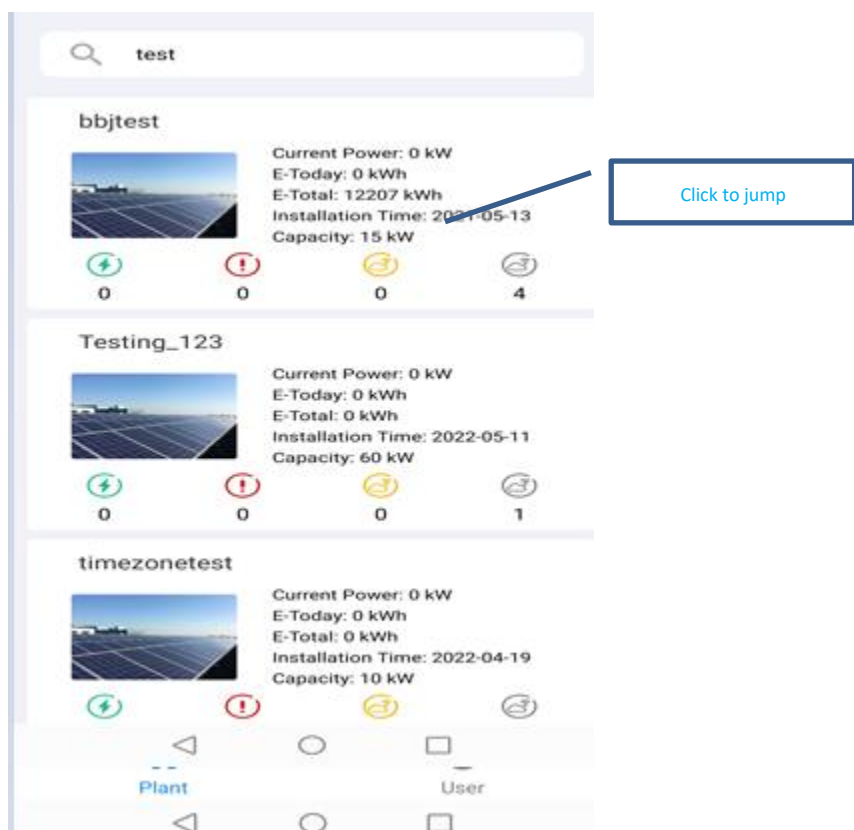 test
bbjtest
Current Power: 0 kW
E-Today: 0 kWh
E-Total: 12207 kWh
Installation Time: 2021-05-13
Capacity: 15 kW
Click to jump
0 0 0 4
Testing_123
Current Power: 0 kW
E-Today: 0 kWh
E-Total: 0 kWh
Installation Time: 2022-05-11
Capacity: 60 kW
0 0 0 1
timezonetest
Current Power: 0 kW
E-Today: 0 kWh
E-Total: 0 kWh
Installation Time: 2022-04-19
Capacity: 10 kW
Plant User